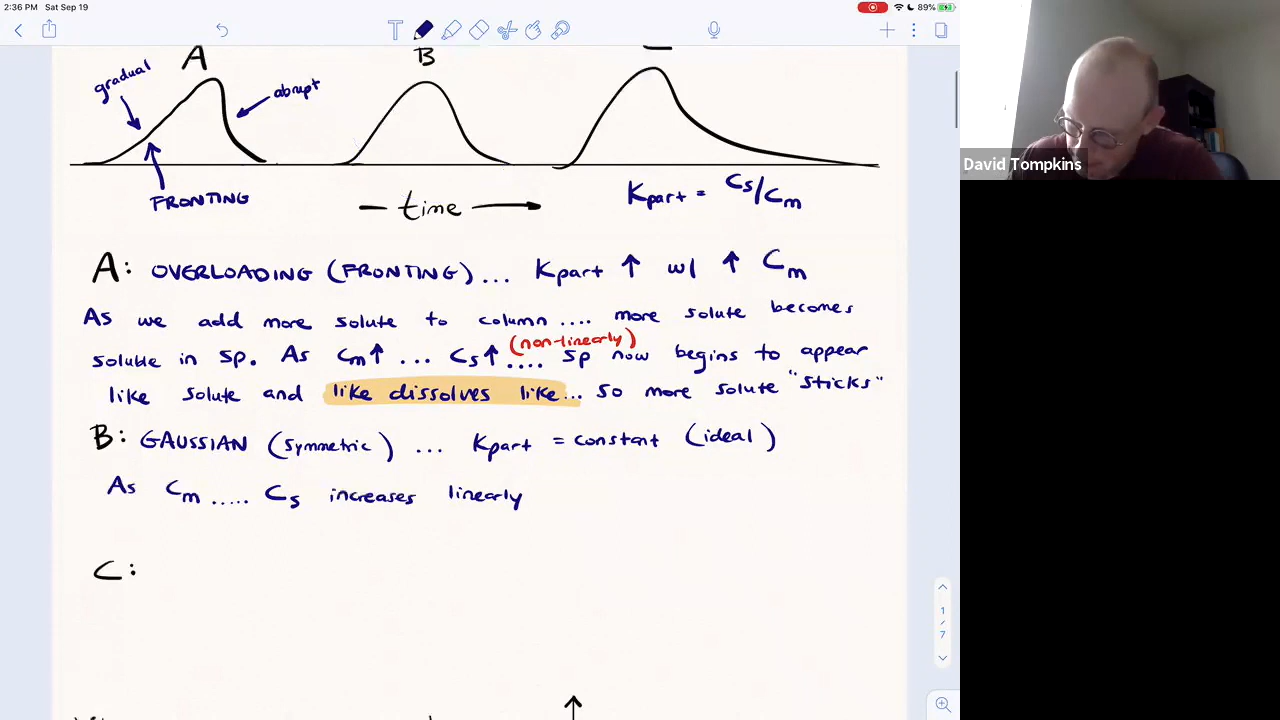 2:36 PM Sat Sep 19
89%
T
A
B
gradual
abrupt
FRONTING
time
Kpart = Cs/Cm
A: OVERLOADING (FRONTING)... Kpart ↑ w/ ↑ Cm
As we add more solute to column .... more solute becomes
(non-linearly)
soluble in sp. As Cm↑ ... Cs↑ .... sp now begins to appear
like solute and like dissolves like... so more solute "sticks"
B: GAUSSIAN (symmetric) ... Kpart = constant (ideal)
As Cm ..... Cs increases linearly
C:
1
/
7
David Tompkins